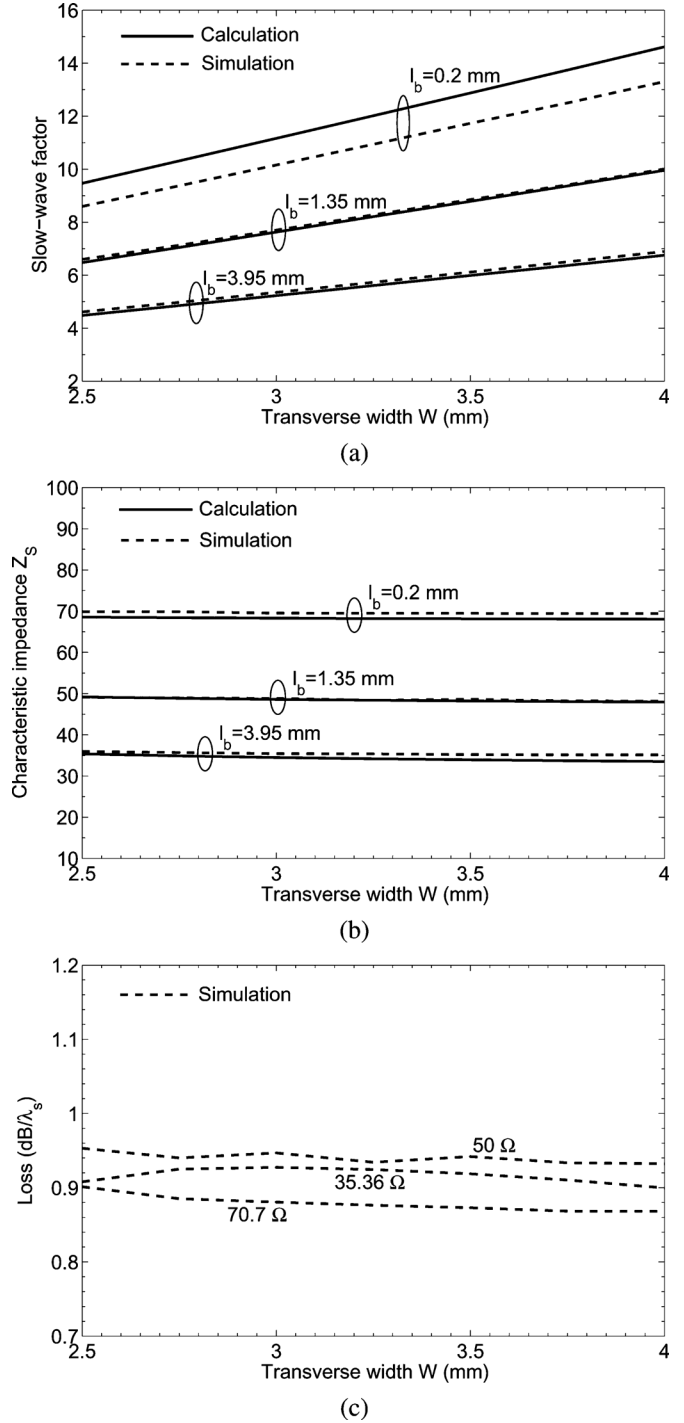 16
14
12
10
8
6
4
2
Slow-wave factor
Calculation
Simulation
l_b=0.2 mm
l_b=1.35 mm
l_b=3.95 mm
2.5 3 3.5 4
Transverse width W (mm)
(a)
100
90
80
70
60
50
40
30
20
10
Characteristic impedance Z_S
Calculation
Simulation
l_b=0.2 mm
l_b=1.35 mm
l_b=3.95 mm
2.5 3 3.5 4
Transverse width W (mm)
(b)
1.2
1.1
1
0.9
0.8
0.7
Loss (dB/λ_s)
Simulation
50 Ω
35.36 Ω
70.7 Ω
2.5 3 3.5 4
Transverse width W (mm)
(c)